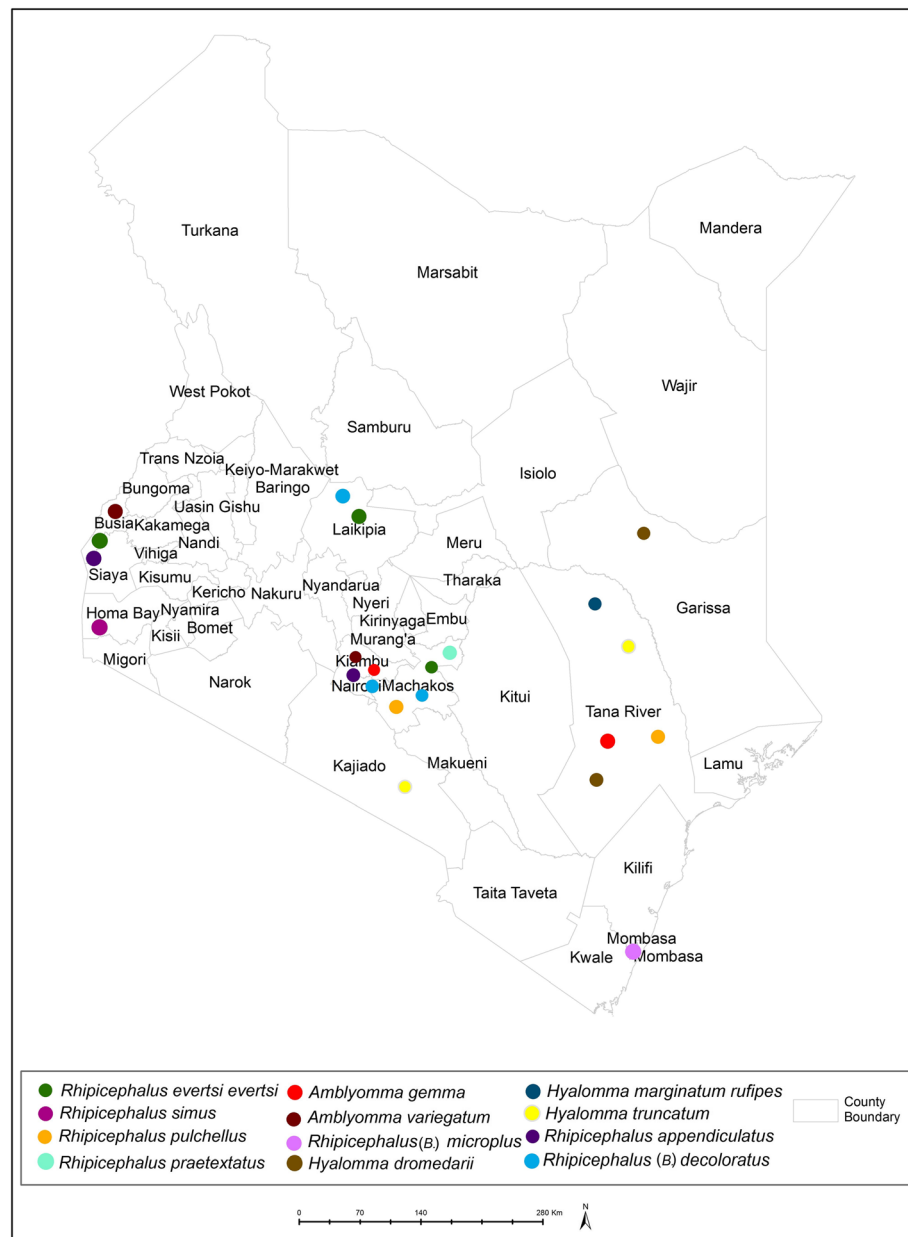 Turkana
Mandera
Marsabit
Wajir
West Pokot
Samburu
Trans Nzoia
Keiyo-Marakwet
Isiolo
Bungoma
Baringo
Uasin Gishu
Busia
Kakamega
Laikipia
Nandi
Meru
Vihiga
Siaya
Kisumu
Tharaka
Kericho
Nakuru
Nyandarua
Homa Bay
Nyamira
Nyeri
Garissa
Kirinyaga
Embu
Kisii
Bomet
Murang'a
Migori
Kiambu
Narok
Nairobi
Machakos
Kitui
Tana River
Kajiado
Makueni
Lamu
Kilifi
Taita Taveta
Mombasa
Kwale
Mombasa
Rhipicephalus evertsi evertsi
Rhipicephalus simus
Rhipicephalus pulchellus
Rhipicephalus praetextatus
Amblyomma gemma
Amblyomma variegatum
Rhipicephalus(B.) microplus
Hyalomma dromedarii
Hyalomma marginatum rufipes
Hyalomma truncatum
Rhipicephalus appendiculatus
Rhipicephalus (B) decoloratus
County
Boundary
0 70 140 280 Km
N